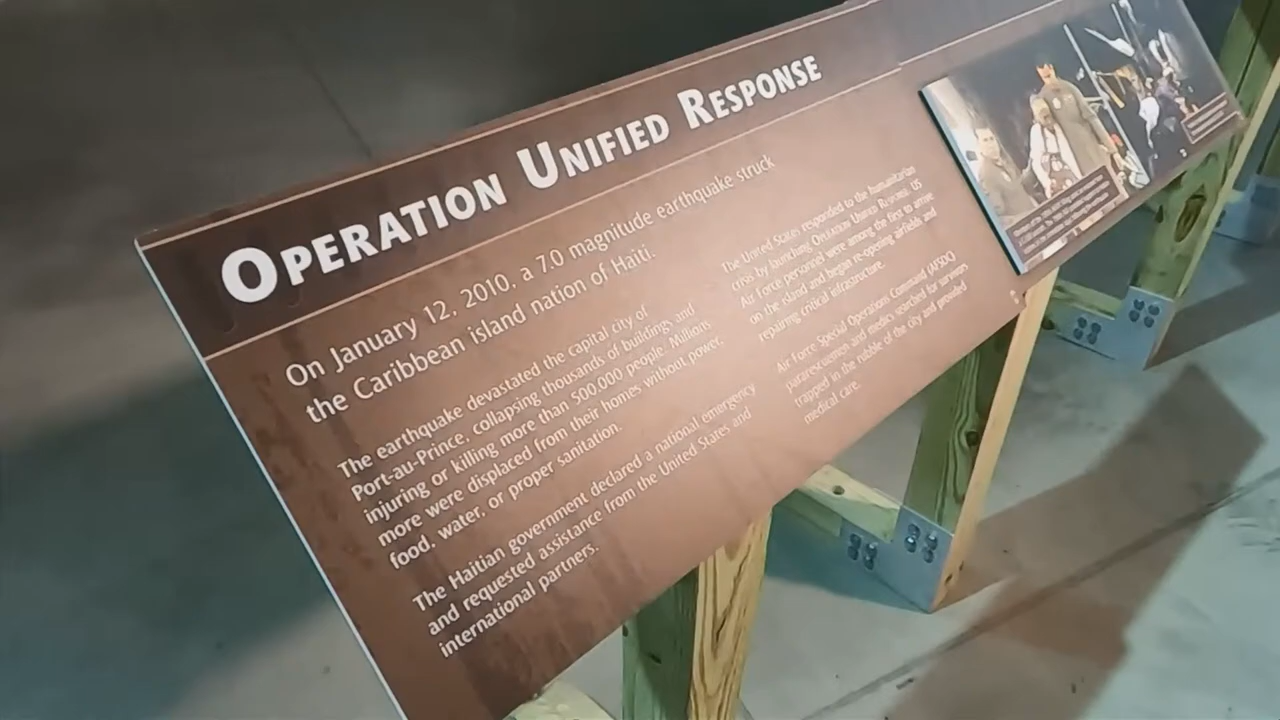 OPERATION UNIFIED RESPONSE
On January 12, 2010, a 7.0 magnitude earthquake struck
the Caribbean island nation of Haiti.
The earthquake devastated the capital city of
Port-au-Prince, collapsing thousands of buildings, and
injuring or killing more than 500,000 people. Millions
more were displaced from their homes without power,
food, water, or proper sanitation.
The Haitian government declared a national emergency
and requested assistance from the United States and
international partners.
The United States responded to the humanitarian
crisis by launching OPERATION UNIFIED RESPONSE. US
Air Force personnel were among the first to arrive
on the island and began re-opening airfields and
repairing critical infrastructure.
Air Force Special Operations Command (AFSOC)
pararescuemen and medics searched for survivors
trapped in the rubble of the city and provided
medical care.